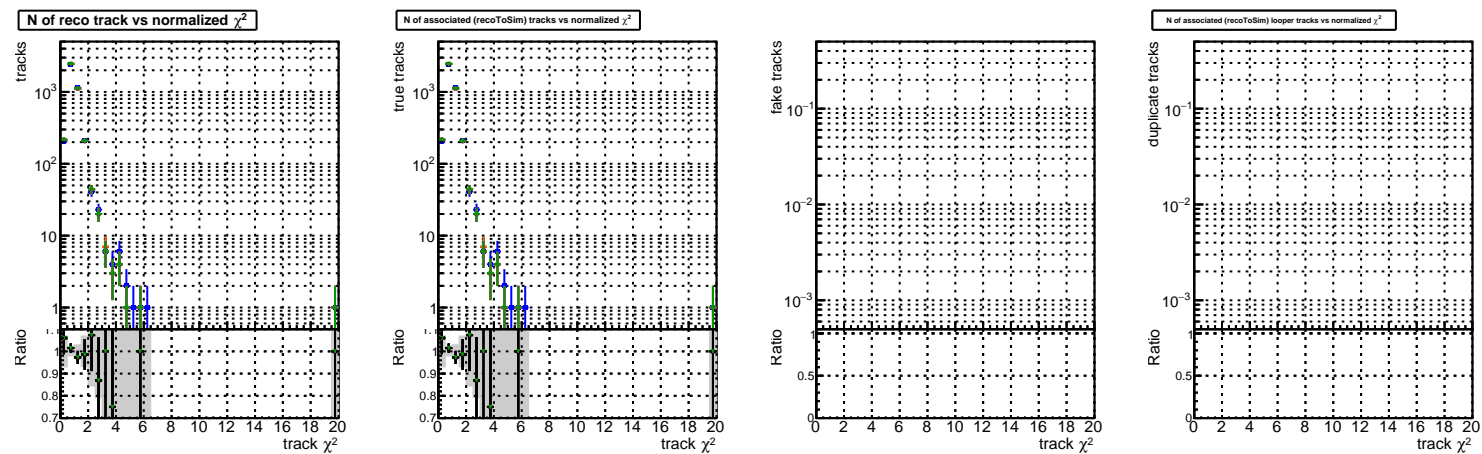 N of reco track vs normalized χ²
tracks
10³
10²
10
1
Ratio
1
0.9
0.8
0.7
0 2 4 6 8 10 12 14 16 18 20
track χ²
N of associated (recoToSim) tracks vs normalized χ²
true tracks
10³
10²
10
1
Ratio
1
0.9
0.8
0.7
0 2 4 6 8 10 12 14 16 18 20
track χ²
fake tracks
10⁻¹
10⁻²
10⁻³
Ratio
1
0.5
0
0 2 4 6 8 10 12 14 16 18 20
track χ²
N of associated (recoToSim) looper tracks vs normalized χ²
duplicate tracks
10⁻¹
10⁻²
10⁻³
Ratio
1
0.5
0
0 2 4 6 8 10 12 14 16 18 20
track χ²